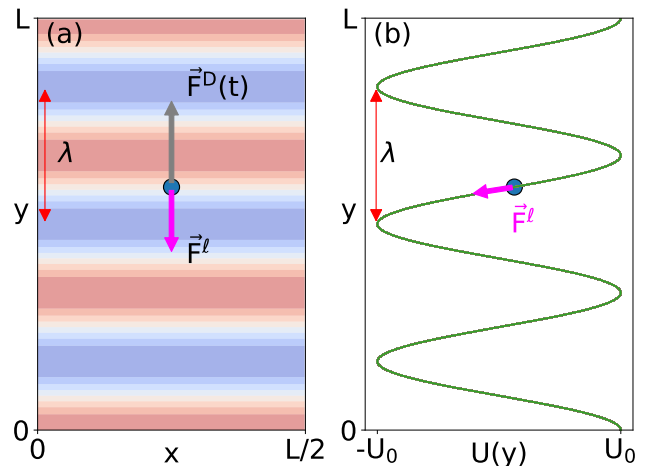 L
(a)
F⃗ᴰ(t)
λ
y
F⃗ˡ
0
0
x
L/2
L
(b)
λ
y
F⃗ˡ
0
-U₀
U(y)
U₀